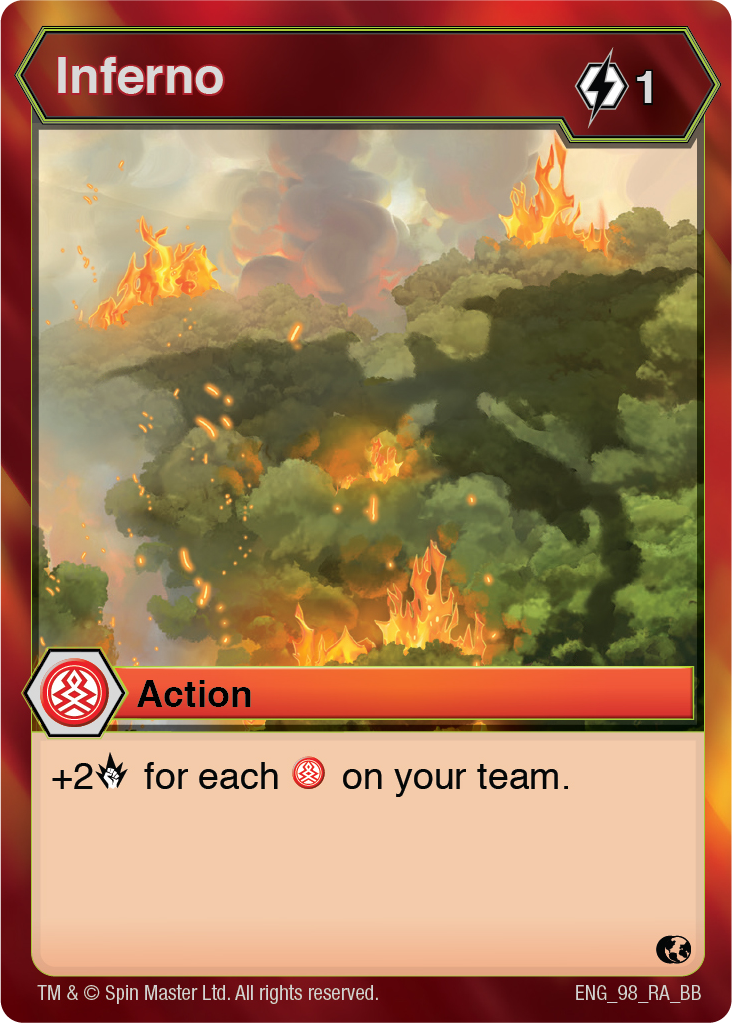 Inferno
1
Action
+2 for each on your team.
TM & © Spin Master Ltd. All rights reserved.
ENG_98_RA_BB